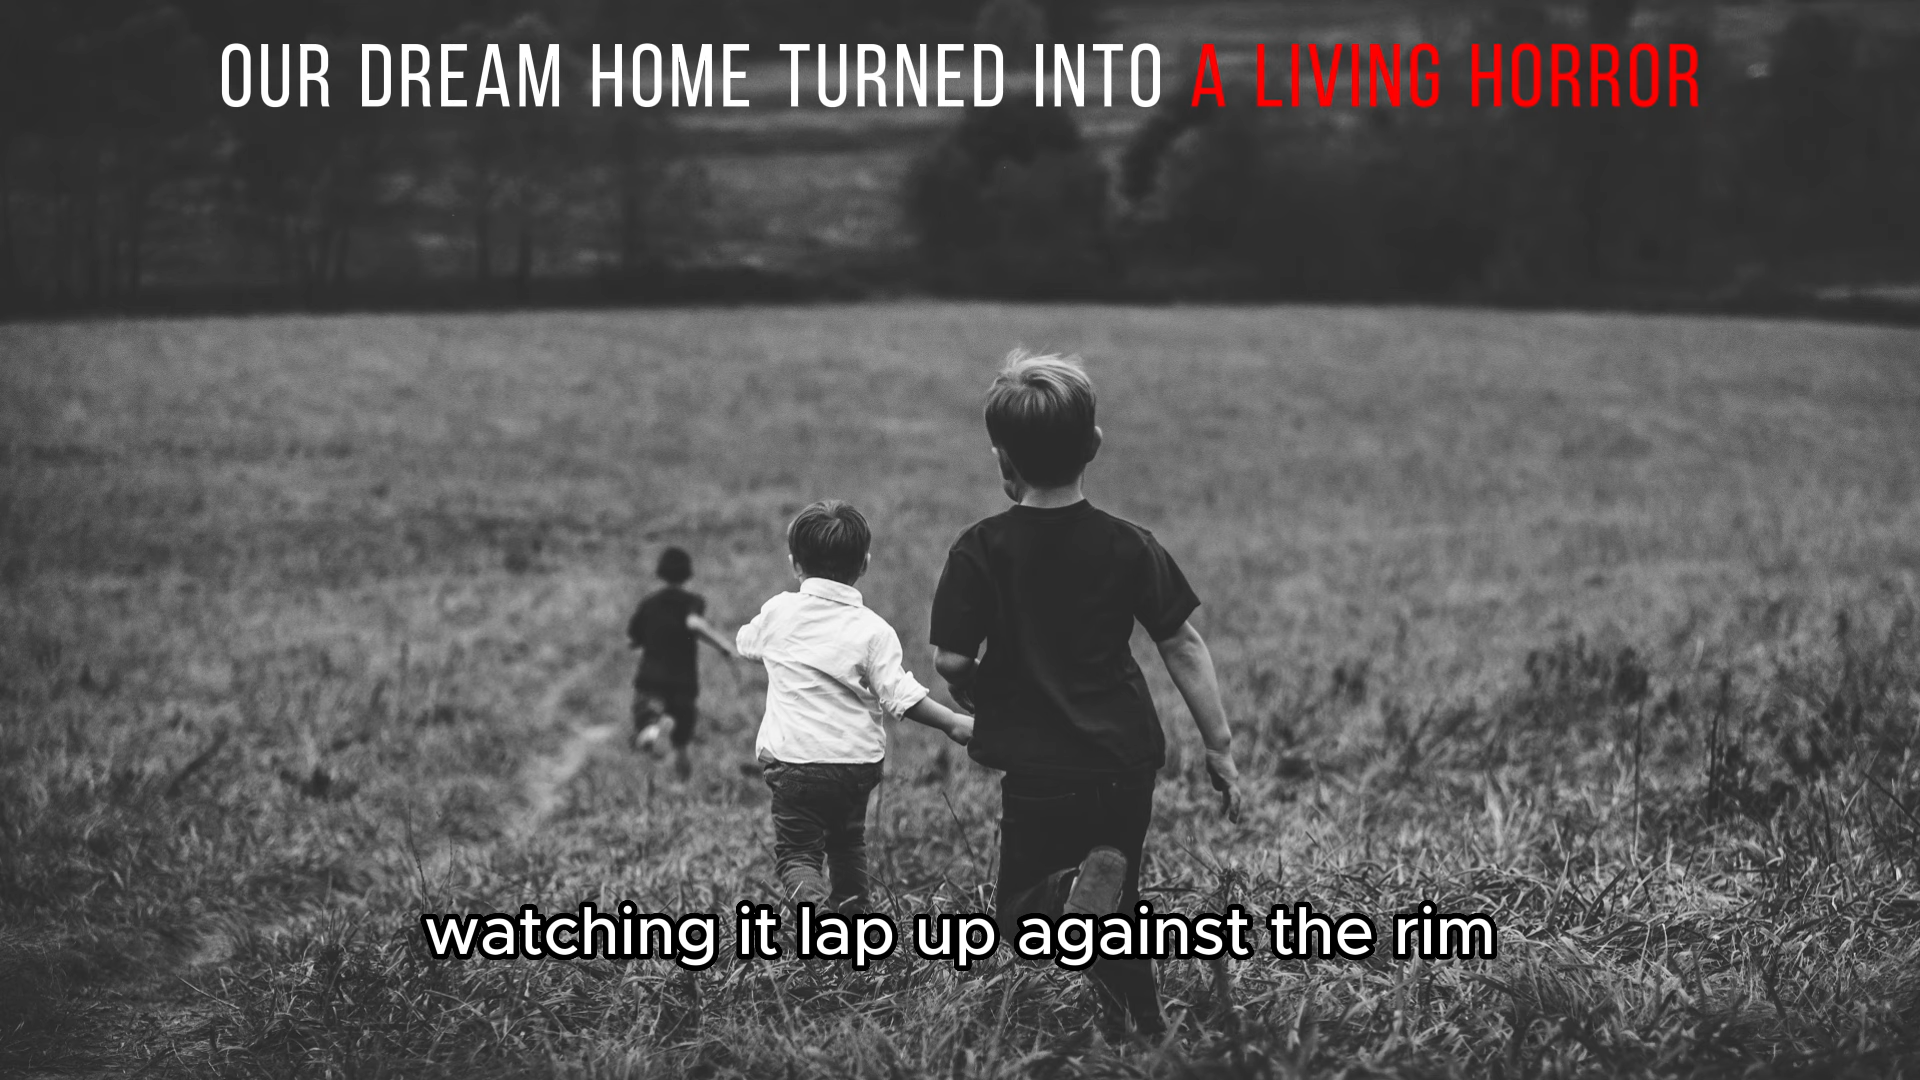 OUR DREAM HOME TURNED INTO A LIVING HORROR
watching it lap up against the rim